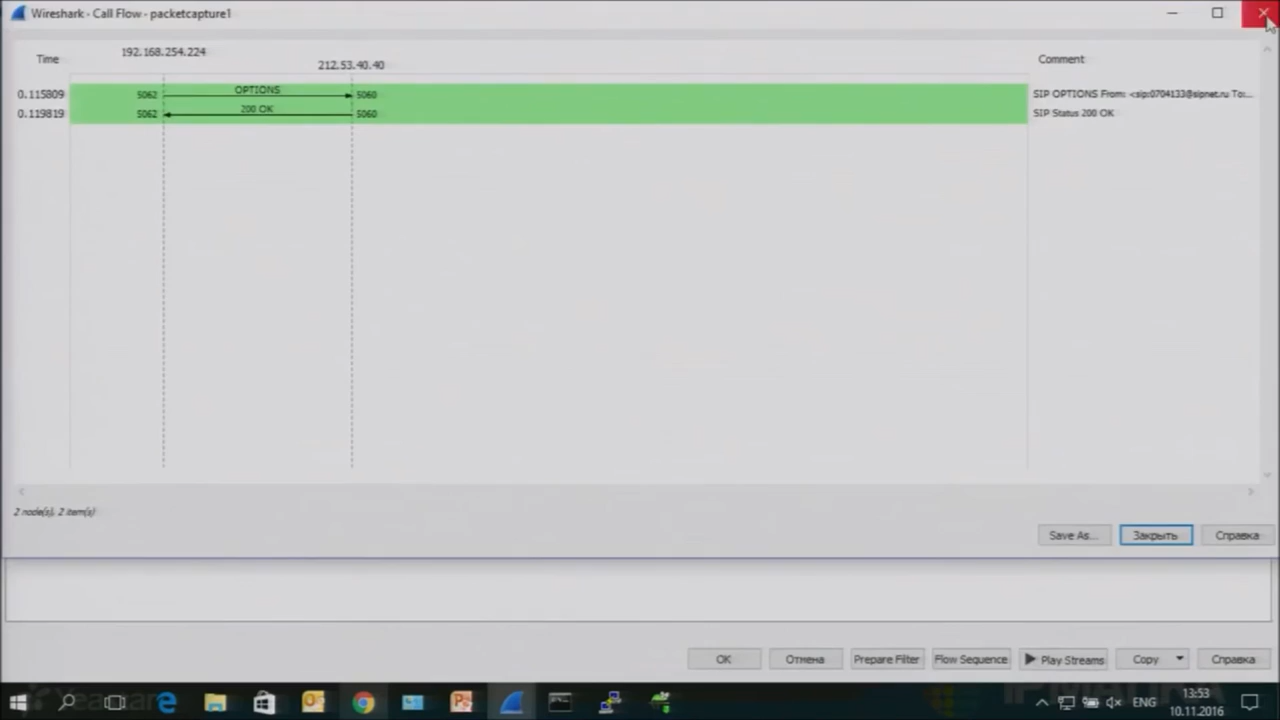 Wireshark - Call Flow - packetcapture1
192.168.254.224
Time
212.53.40.40
Comment
0.115809 5062 OPTIONS 5060 SIP OPTIONS From: <sip:0704133@sipnet.ru To:...
0.119819 5062 200 OK 5060 SIP Status 200 OK
2 node(s), 2 item(s)
Save As... Закрыть Справка
OK Отмена Prepare Filter Flow Sequence Play Streams Copy Справка
Yeastar
ENG
13:53
10.11.2016